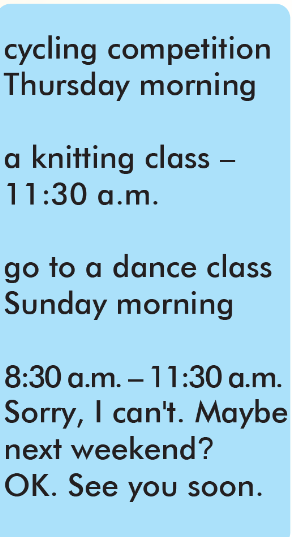 cycling competition
Thursday morning
a knitting class –
11:30 a.m.
go to a dance class
Sunday morning
8:30 a.m. – 11:30 a.m.
Sorry, I can't. Maybe
next weekend?
OK. See you soon.